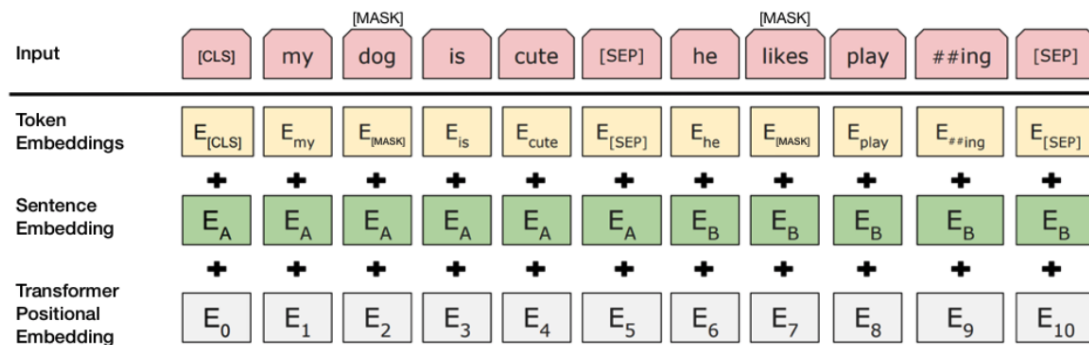 [MASK] [MASK]
Input [CLS] my dog is cute [SEP] he likes play ##ing [SEP]
Token
Embeddings
E[CLS] Emy E[MASK] Eis Ecute E[SEP] Ehe E[MASK] Eplay E##ing E[SEP]
+ + + + + + + + + + +
Sentence
Embedding
EA EA EA EA EA EA EB EB EB EB EB
+ + + + + + + + + + +
Transformer
Positional
Embedding
E0 E1 E2 E3 E4 E5 E6 E7 E8 E9 E10